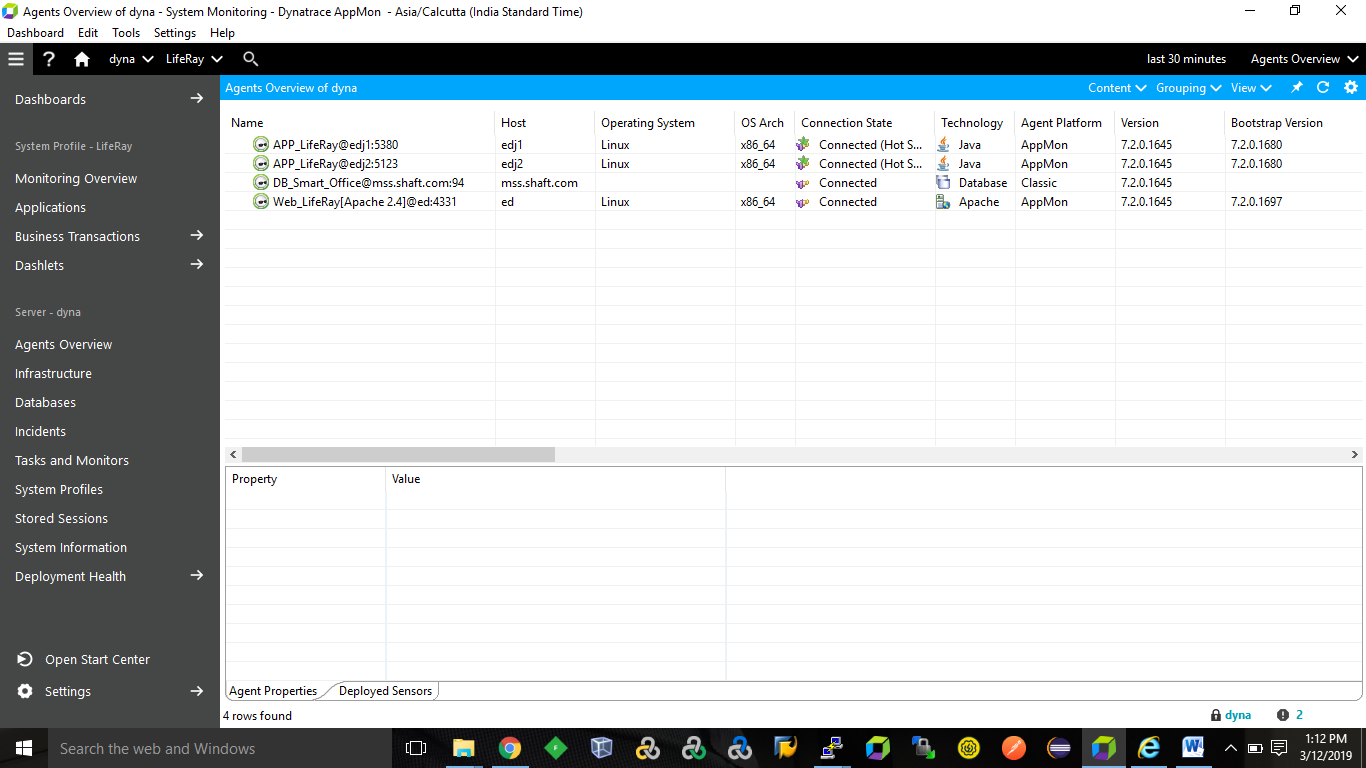 Agents Overview of dyna - System Monitoring - Dynatrace AppMon - Asia/Calcutta (India Standard Time)
Dashboard Edit Tools Settings Help
? dyna LifeRay last 30 minutes Agents Overview
Dashboards
System Profile - LifeRay
Monitoring Overview
Applications
Business Transactions
Dashlets
Server - dyna
Agents Overview
Infrastructure
Databases
Incidents
Tasks and Monitors
System Profiles
Stored Sessions
System Information
Deployment Health
Open Start Center
Settings
Agents Overview of dyna Content Grouping View
Name Host Operating System OS Arch Connection State Technology Agent Platform Version Bootstrap Version
APP_LifeRay@edj1:5380 edj1 Linux x86_64 Connected (Hot S... Java AppMon 7.2.0.1645 7.2.0.1680
APP_LifeRay@edj2:5123 edj2 Linux x86_64 Connected (Hot S... Java AppMon 7.2.0.1645 7.2.0.1680
DB_Smart_Office@mss.shaft.com:94 mss.shaft.com Connected Database Classic 7.2.0.1645
Web_LifeRay[Apache 2.4]@ed:4331 ed Linux x86_64 Connected Apache AppMon 7.2.0.1645 7.2.0.1697
Property Value
Agent Properties Deployed Sensors
4 rows found dyna 2
Search the web and Windows
1:12 PM
3/12/2019